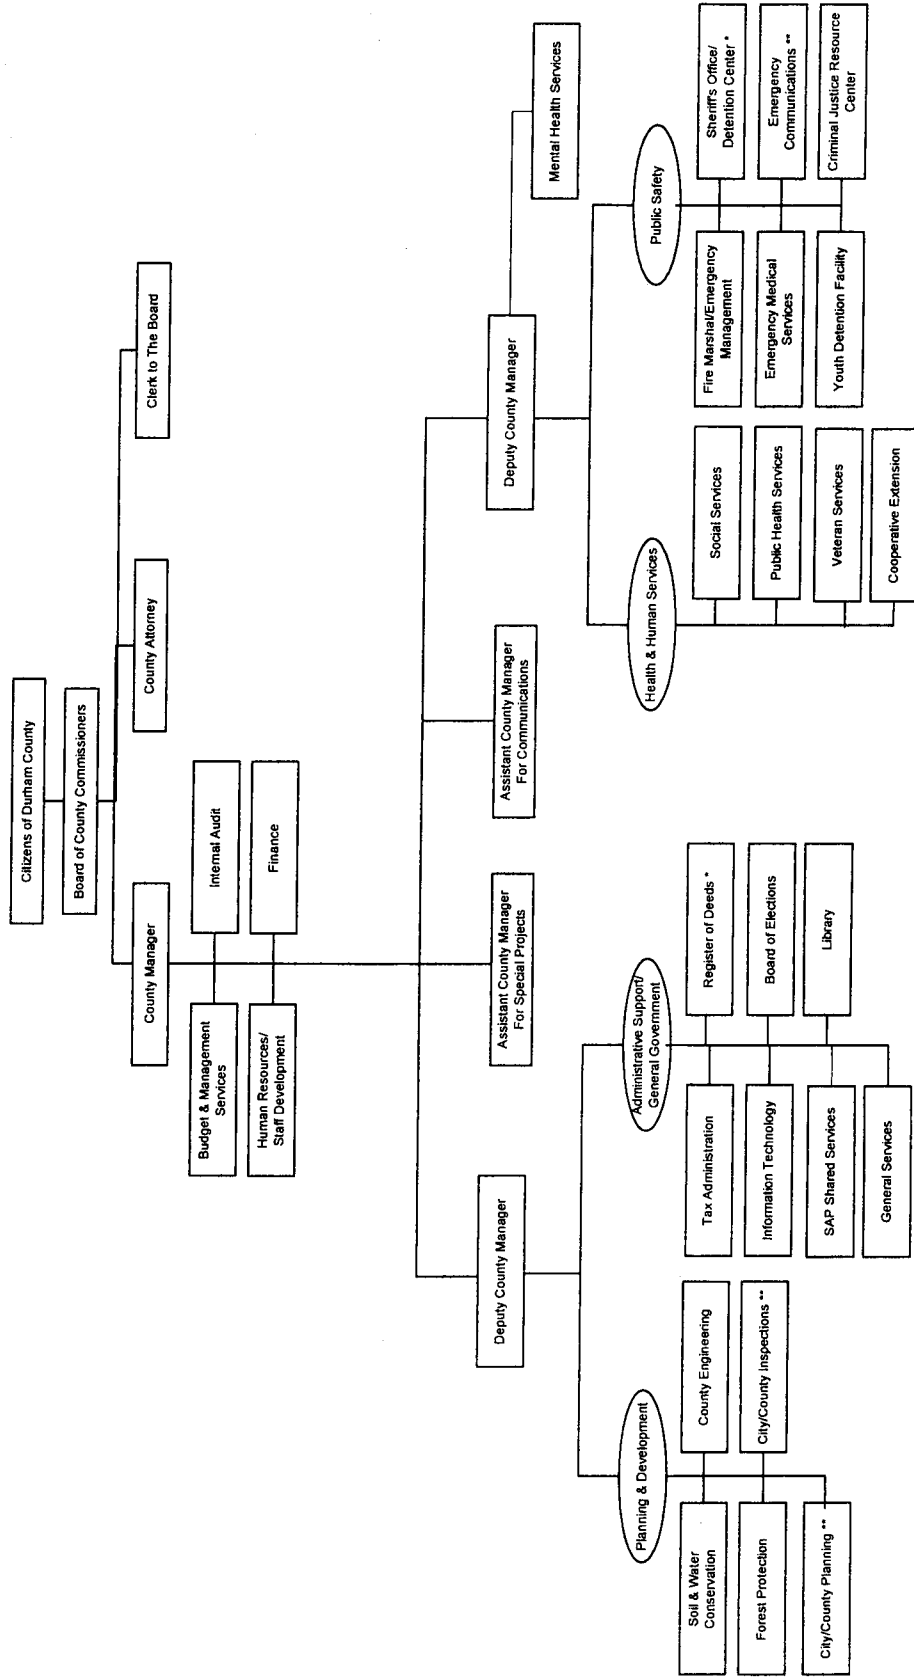 Citizens of Durham County
Board of County Commissioners
County Manager
County Attorney
Clerk to The Board
Budget & Management
Services
Internal Audit
Human Resources/
Staff Development
Finance
Deputy County Manager
Assistant County Manager
For Special Projects
Assistant County Manager
For Communications
Deputy County Manager
Mental Health Services
Planning & Development
Administrative Support/
General Government
Health & Human Services
Public Safety
Soil & Water
Conservation
County Engineering
Forest Protection
City/County Inspections **
City/County Planning **
Tax Administration
Register of Deeds *
Information Technology
Board of Elections
SAP Shared Services
Library
General Services
Social Services
Public Health Services
Veteran Services
Cooperative Extension
Fire Marshal/Emergency
Management
Sheriff's Office/
Detention Center *
Emergency Medical
Services
Emergency
Communications **
Youth Detention Facility
Criminal Justice Resource
Center